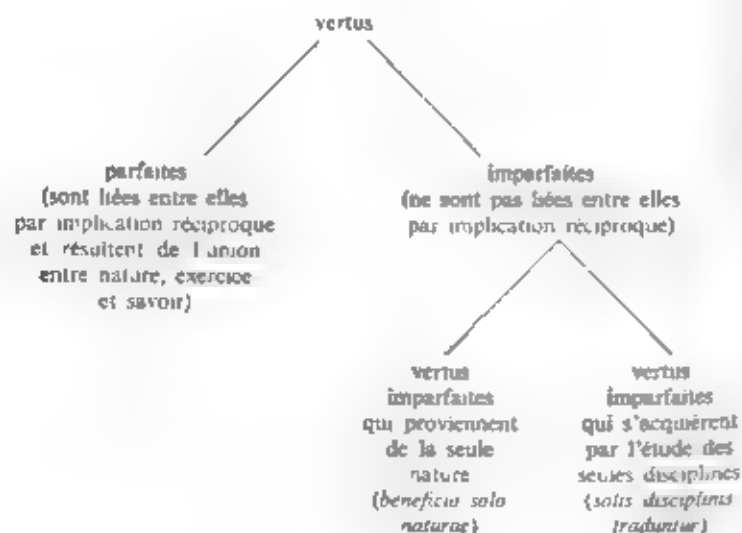 vertus
parfaites
(sont liées entre elles
par implication réciproque
et résultent de l'union
entre nature, exercice
et savoir)
imparfaites
(ne sont pas liées entre elles
par implication réciproque)
vertus
imparfaites
qui proviennent
de la seule
nature
(beneficio solo
naturae)
vertus
imparfaites
qui s'acquièrent
par l'étude des
seules disciplines
(solis disciplinis
traduntur)